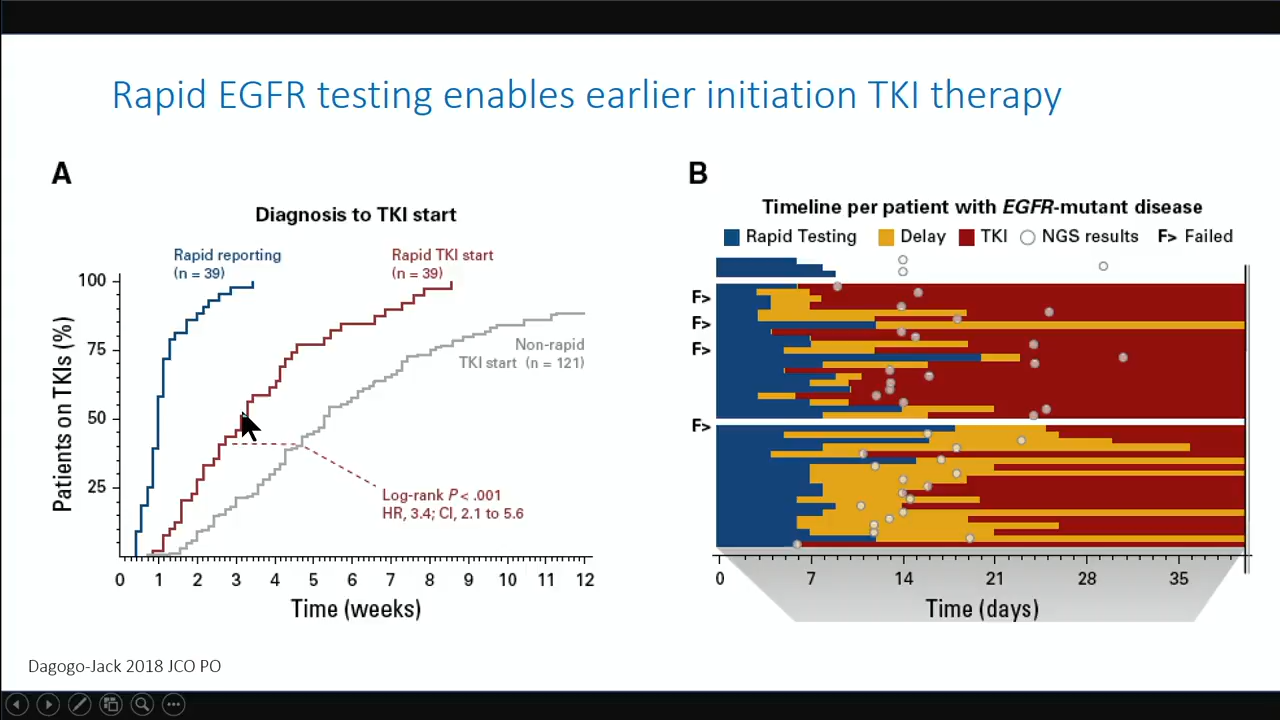 Rapid EGFR testing enables earlier initiation TKI therapy
A
Diagnosis to TKI start
Rapid reporting
(n = 39)
Rapid TKI start
(n = 39)
Non-rapid
TKI start (n = 121)
Log-rank P < .001
HR, 3.4; CI, 2.1 to 5.6
Patients on TKIs (%)
100
75
50
25
0 1 2 3 4 5 6 7 8 9 10 11 12
Time (weeks)
B
Timeline per patient with EGFR-mutant disease
Rapid Testing Delay TKI NGS results F> Failed
F>
F>
F>
F>
0 7 14 21 28 35
Time (days)
Dagogo-Jack 2018 JCO PO